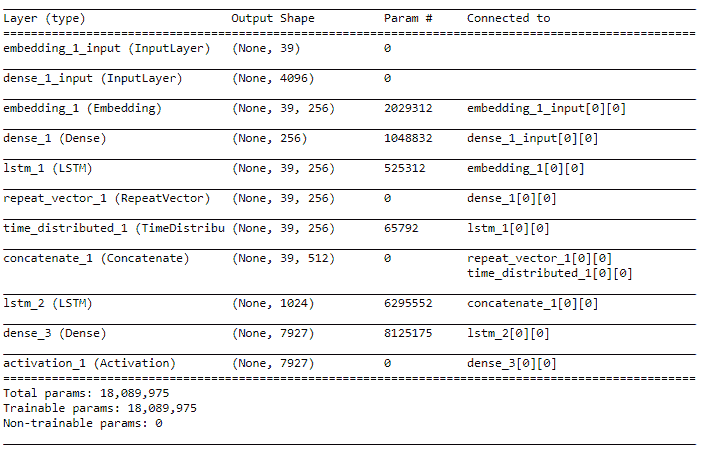 Layer (type) Output Shape Param # Connected to
embedding_1_input (InputLayer) (None, 39) 0
dense_1_input (InputLayer) (None, 4096) 0
embedding_1 (Embedding) (None, 39, 256) 2029312 embedding_1_input[0][0]
dense_1 (Dense) (None, 256) 1048832 dense_1_input[0][0]
lstm_1 (LSTM) (None, 39, 256) 525312 embedding_1[0][0]
repeat_vector_1 (RepeatVector) (None, 39, 256) 0 dense_1[0][0]
time_distributed_1 (TimeDistribu (None, 39, 256) 65792 lstm_1[0][0]
concatenate_1 (Concatenate) (None, 39, 512) 0 repeat_vector_1[0][0]
time_distributed_1[0][0]
lstm_2 (LSTM) (None, 1024) 6295552 concatenate_1[0][0]
dense_3 (Dense) (None, 7927) 8125175 lstm_2[0][0]
activation_1 (Activation) (None, 7927) 0 dense_3[0][0]
Total params: 18,089,975
Trainable params: 18,089,975
Non-trainable params: 0